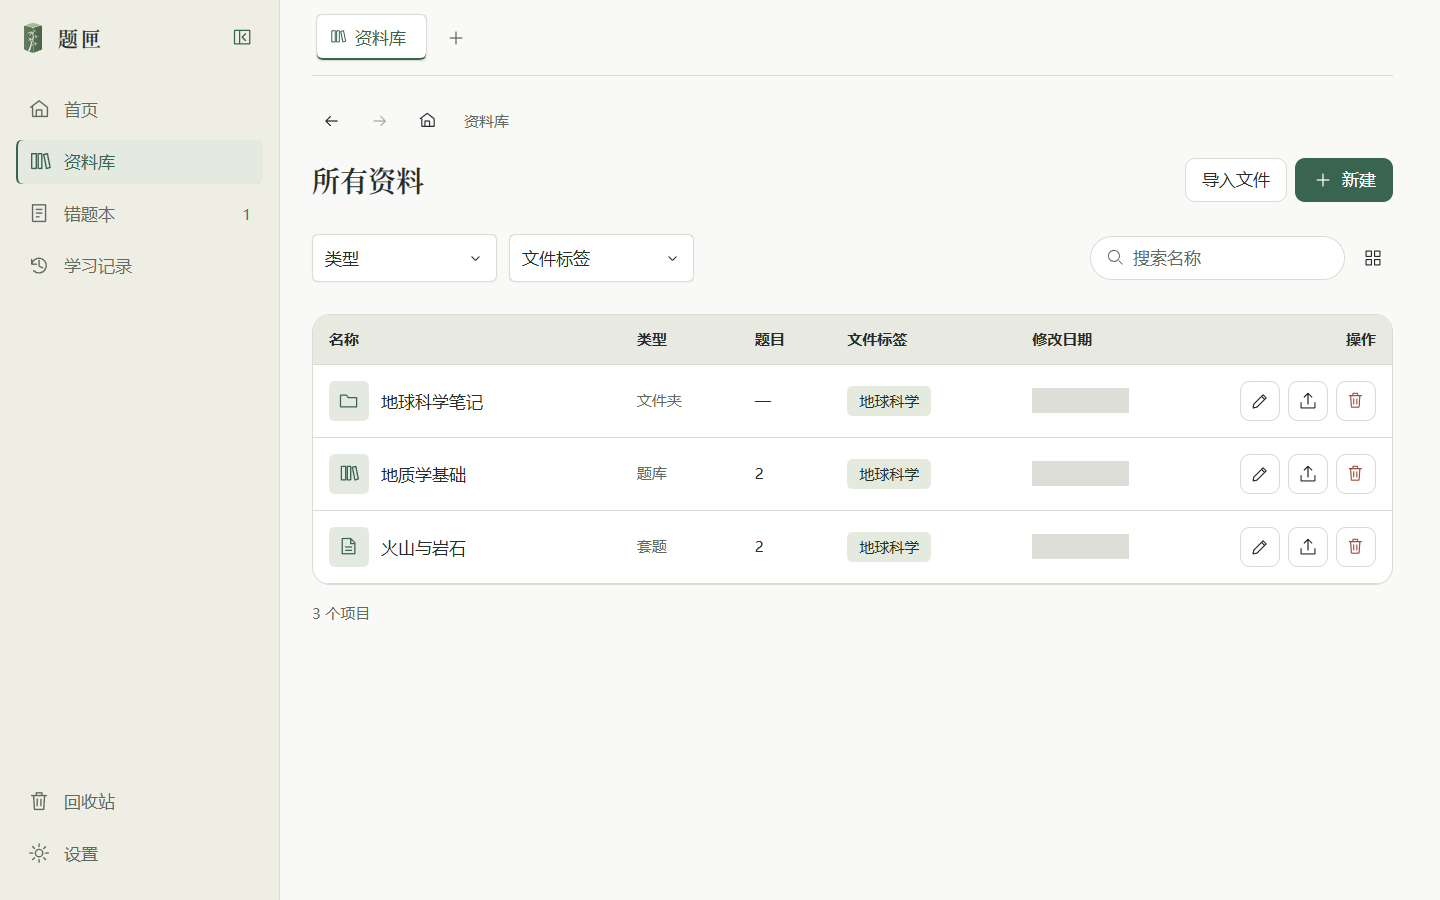 题匣
首页
资料库
错题本 1
学习记录
回收站
设置
资料库
资料库
所有资料
导入文件
新建
类型
文件标签
搜索名称
名称 类型 题目 文件标签 修改日期 操作
地球科学笔记 文件夹 — 地球科学
地质学基础 题库 2 地球科学
火山与岩石 套题 2 地球科学
3 个项目